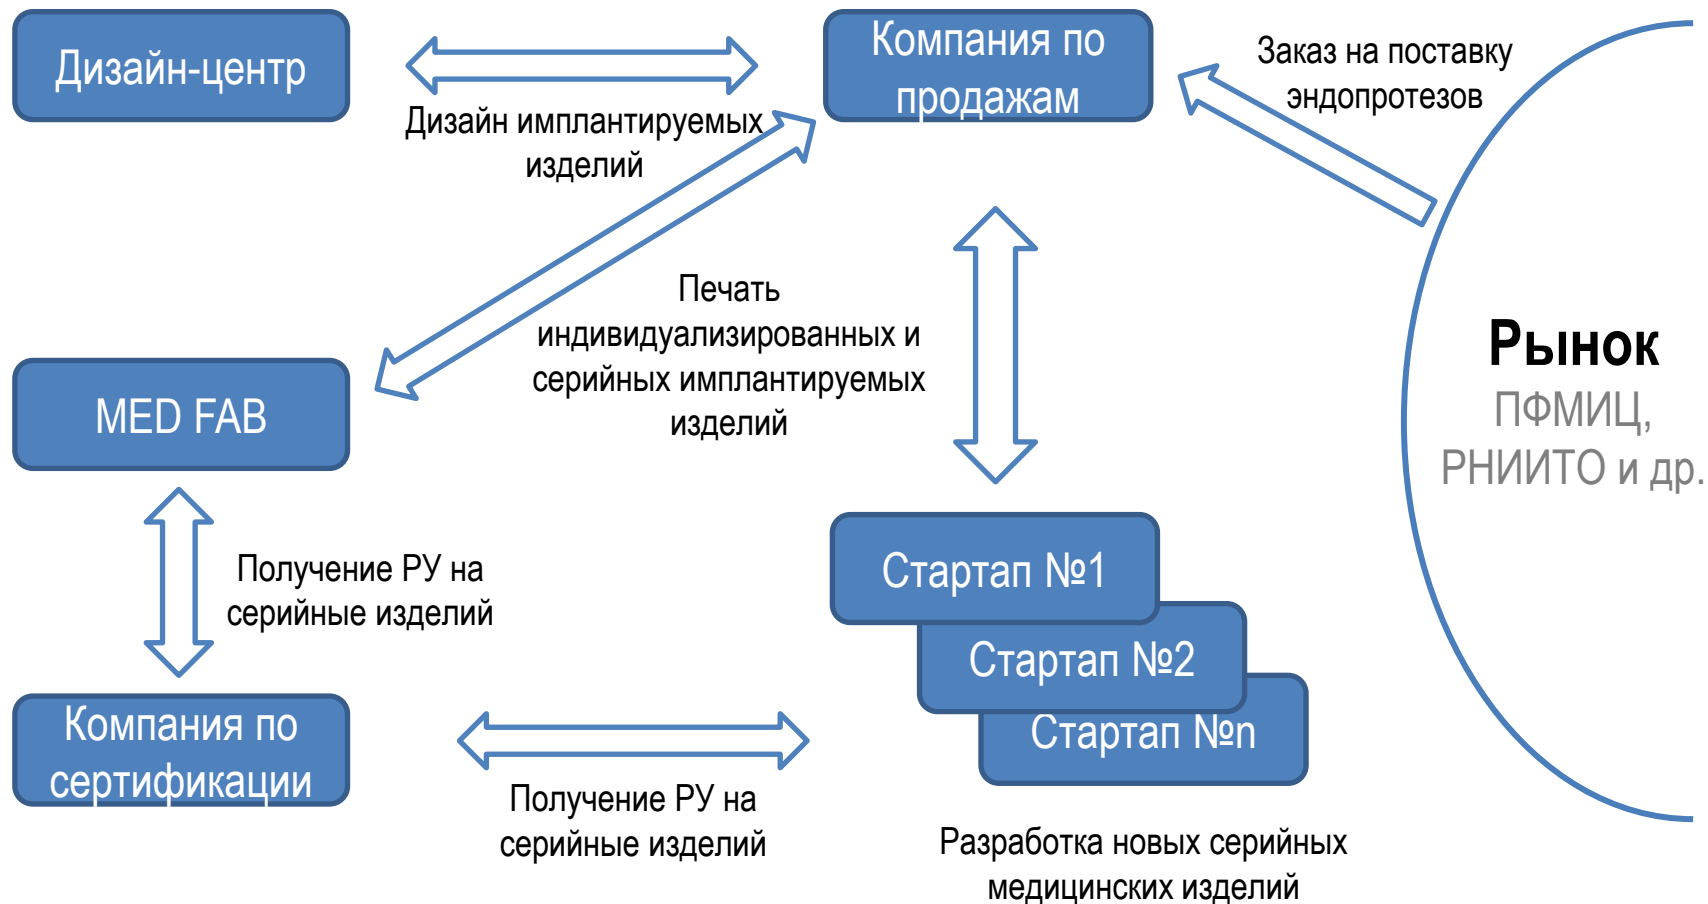 Дизайн-центр
Компания по
продажам
Заказ на поставку
эндопротезов
Дизайн имплантируемых
изделий
Печать
индивидуализированных и
серийных имплантируемых
изделий
Рынок
ПФМИЦ,
РНИИТО и др.
MED FAB
Получение РУ на
серийные изделий
Стартап №1
Стартап №2
Стартап №n
Компания по
сертификации
Получение РУ на
серийные изделий
Разработка новых серийных
медицинских изделий